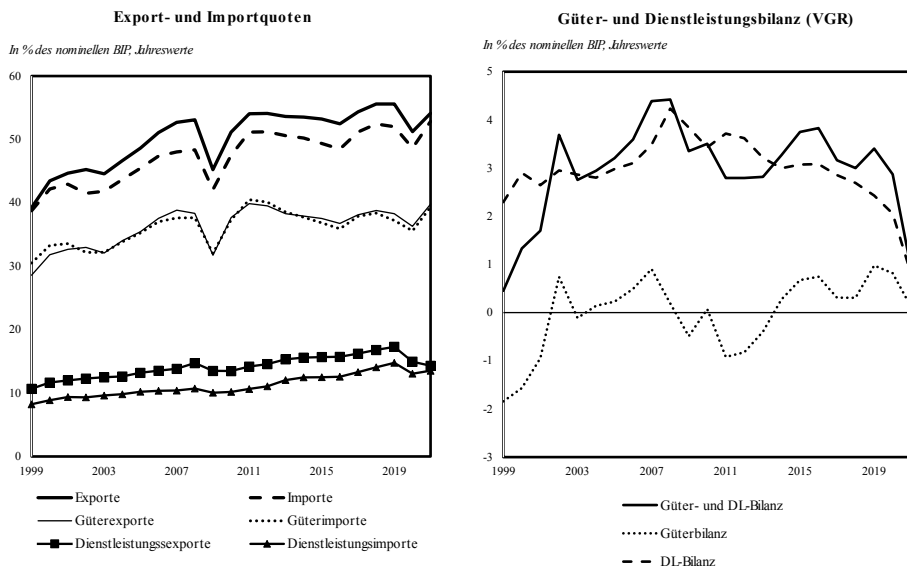 Export- und Importquoten
In % des nominellen BIP, Jahreswerte
60
50
40
30
20
10
0
1999 2003 2007 2011 2015 2019
Exporte Importe
Güterexporte Güterimporte
Dienstleistungssexporte Dienstleistungsimporte
Güter- und Dienstleistungsbilanz (VGR)
In % des nominellen BIP, Jahreswerte
5
4
3
2
1
0
-1
-2
-3
1999 2003 2007 2011 2015 2019
Güter- und DL-Bilanz
Güterbilanz
DL-Bilanz